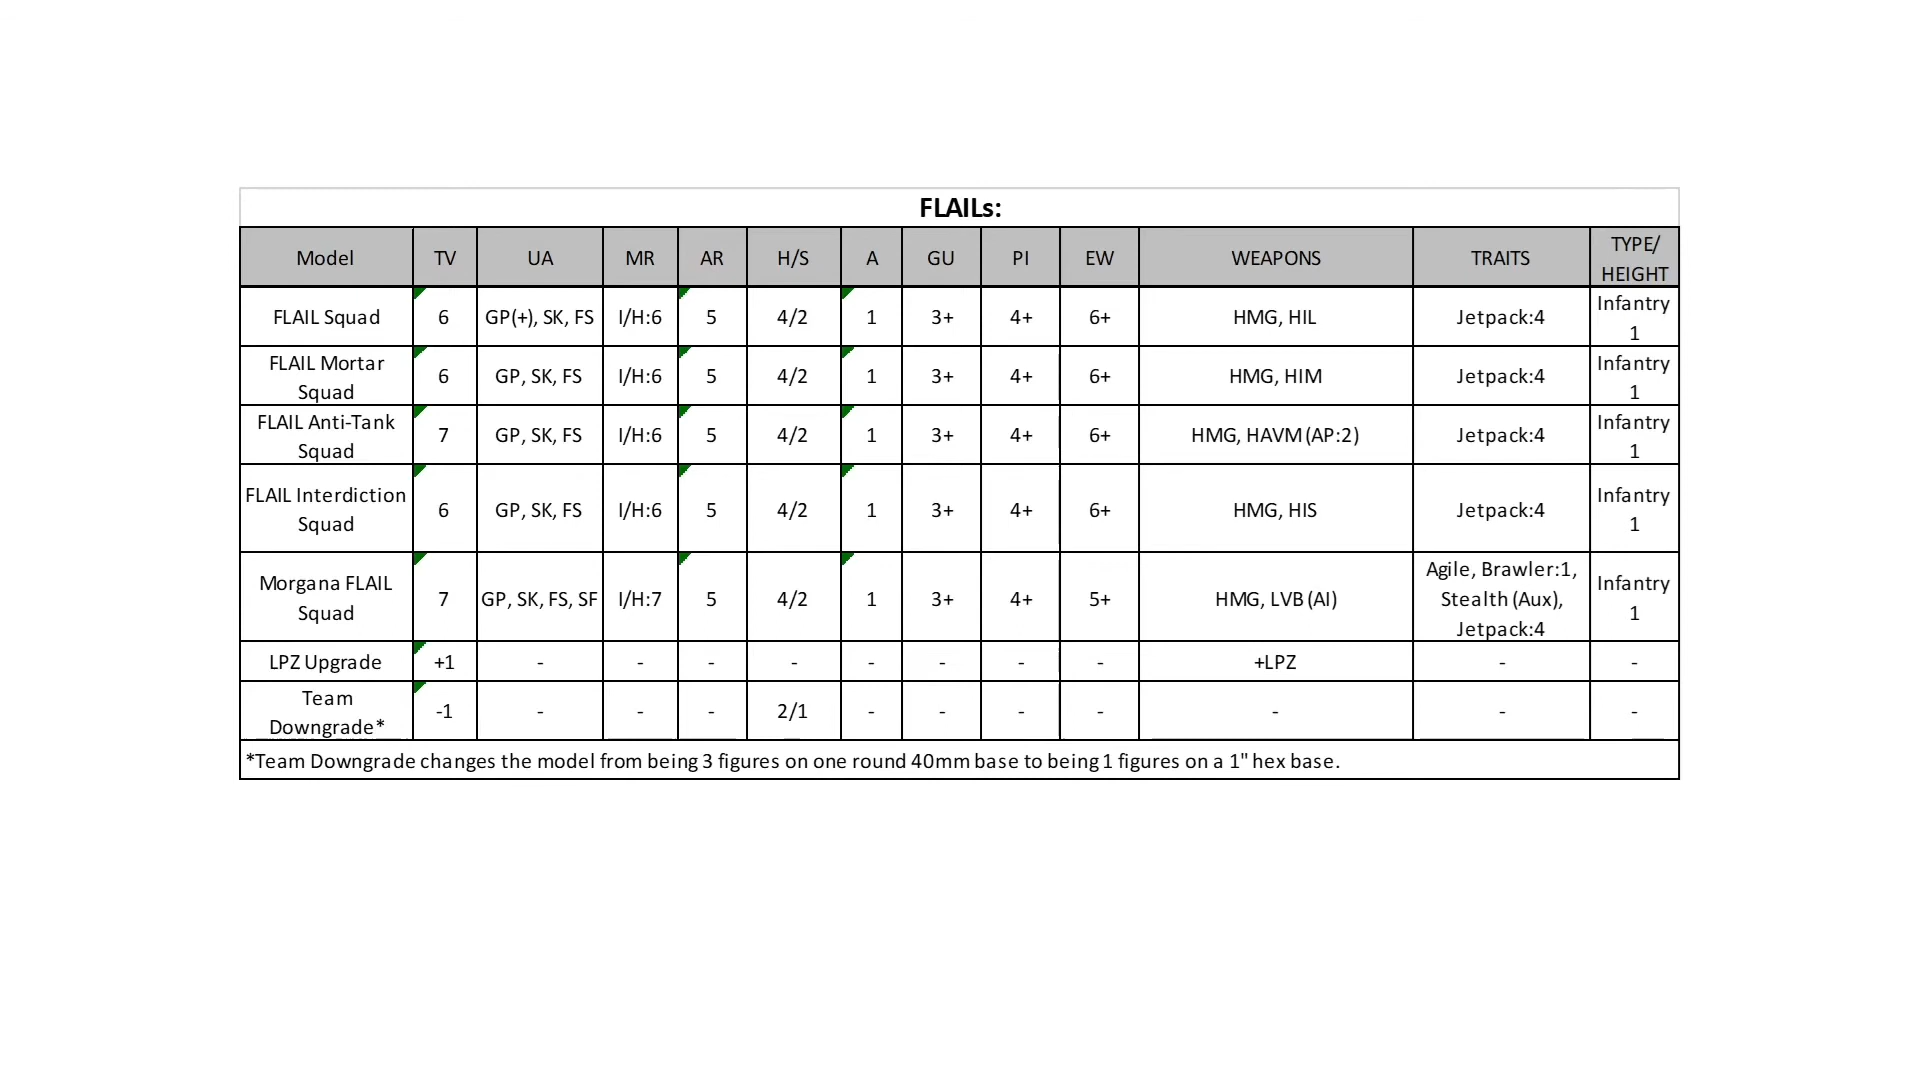 FLAILs:
Model TV UA MR AR H/S A GU PI EW WEAPONS TRAITS TYPE/
HEIGHT
FLAIL Squad 6 GP(+), SK, FS I/H:6 5 4/2 1 3+ 4+ 6+ HMG, HIL Jetpack:4 Infantry
1
FLAIL Mortar
Squad 6 GP, SK, FS I/H:6 5 4/2 1 3+ 4+ 6+ HMG, HIM Jetpack:4 Infantry
1
FLAIL Anti-Tank
Squad 7 GP, SK, FS I/H:6 5 4/2 1 3+ 4+ 6+ HMG, HAVM (AP:2) Jetpack:4 Infantry
1
FLAIL Interdiction
Squad 6 GP, SK, FS I/H:6 5 4/2 1 3+ 4+ 6+ HMG, HIS Jetpack:4 Infantry
1
Morgana FLAIL
Squad 7 GP, SK, FS, SF I/H:7 5 4/2 1 3+ 4+ 5+ HMG, LVB (AI) Agile, Brawler:1,
Stealth (Aux),
Jetpack:4 Infantry
1
LPZ Upgrade +1 - - - - - - - - +LPZ - -
Team
Downgrade* -1 - - - 2/1 - - - - - - -
*Team Downgrade changes the model from being 3 figures on one round 40mm base to being 1 figures on a 1" hex base.